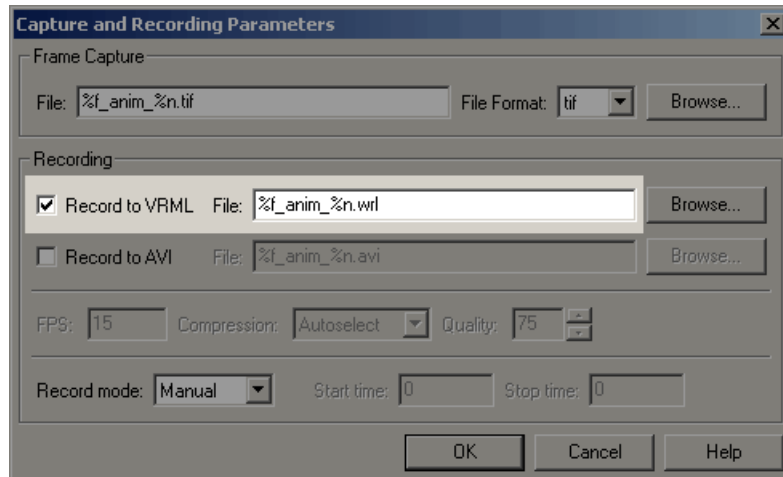 Capture and Recording Parameters
Frame Capture
File: %f_anim_%n.tif File Format: tif Browse...
Recording
Record to VRML File: %f_anim_%n.wrl Browse...
Record to AVI File: %f_anim_%n.avi Browse...
FPS: 15 Compression: Autoselect Quality: 75
Record mode: Manual Start time: 0 Stop time: 0
OK Cancel Help